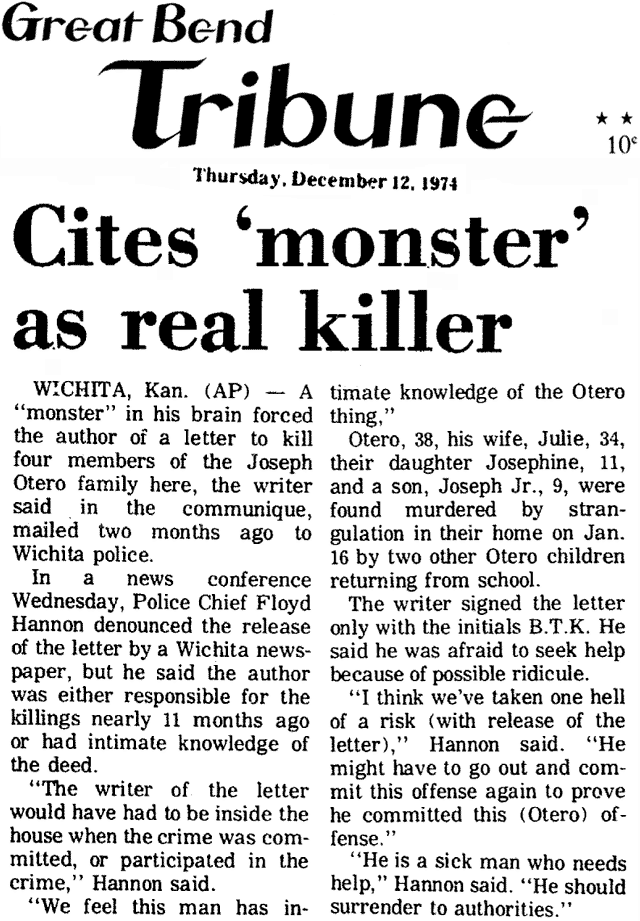 Great Bend
Tribune
★ ★
10¢
Thursday, December 12, 1974
Cites ‘monster’
as real killer
WICHITA, Kan. (AP) — A
“monster” in his brain forced
the author of a letter to kill
four members of the Joseph
Otero family here, the writer
said in the communique,
mailed two months ago to
Wichita police.
In a news conference
Wednesday, Police Chief Floyd
Hannon denounced the release
of the letter by a Wichita news-
paper, but he said the author
was either responsible for the
killings nearly 11 months ago
or had intimate knowledge of
the deed.
“The writer of the letter
would have had to be inside the
house when the crime was com-
mitted, or participated in the
crime,” Hannon said.
“We feel this man has in-
timate knowledge of the Otero
thing,”
Otero, 38, his wife, Julie, 34,
their daughter Josephine, 11,
and a son, Joseph Jr., 9, were
found murdered by stran-
gulation in their home on Jan.
16 by two other Otero children
returning from school.
The writer signed the letter
only with the initials B.T.K. He
said he was afraid to seek help
because of possible ridicule.
“I think we’ve taken one hell
of a risk (with release of the
letter),” Hannon said. “He
might have to go out and com-
mit this offense again to prove
he committed this (Otero) of-
fense.”
“He is a sick man who needs
help,” Hannon said. “He should
surrender to authorities.”